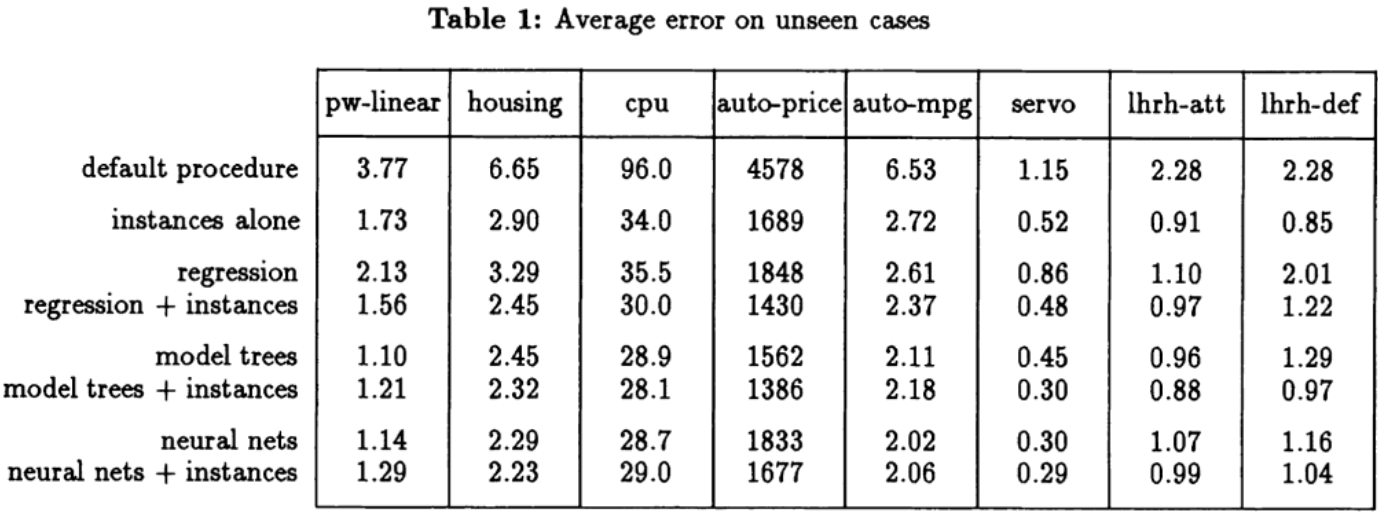 Table 1: Average error on unseen cases
pw-linear housing cpu auto-price auto-mpg servo lhrh-att lhrh-def
default procedure 3.77 6.65 96.0 4578 6.53 1.15 2.28 2.28
instances alone 1.73 2.90 34.0 1689 2.72 0.52 0.91 0.85
regression 2.13 3.29 35.5 1848 2.61 0.86 1.10 2.01
regression + instances 1.56 2.45 30.0 1430 2.37 0.48 0.97 1.22
model trees 1.10 2.45 28.9 1562 2.11 0.45 0.96 1.29
model trees + instances 1.21 2.32 28.1 1386 2.18 0.30 0.88 0.97
neural nets 1.14 2.29 28.7 1833 2.02 0.30 1.07 1.16
neural nets + instances 1.29 2.23 29.0 1677 2.06 0.29 0.99 1.04